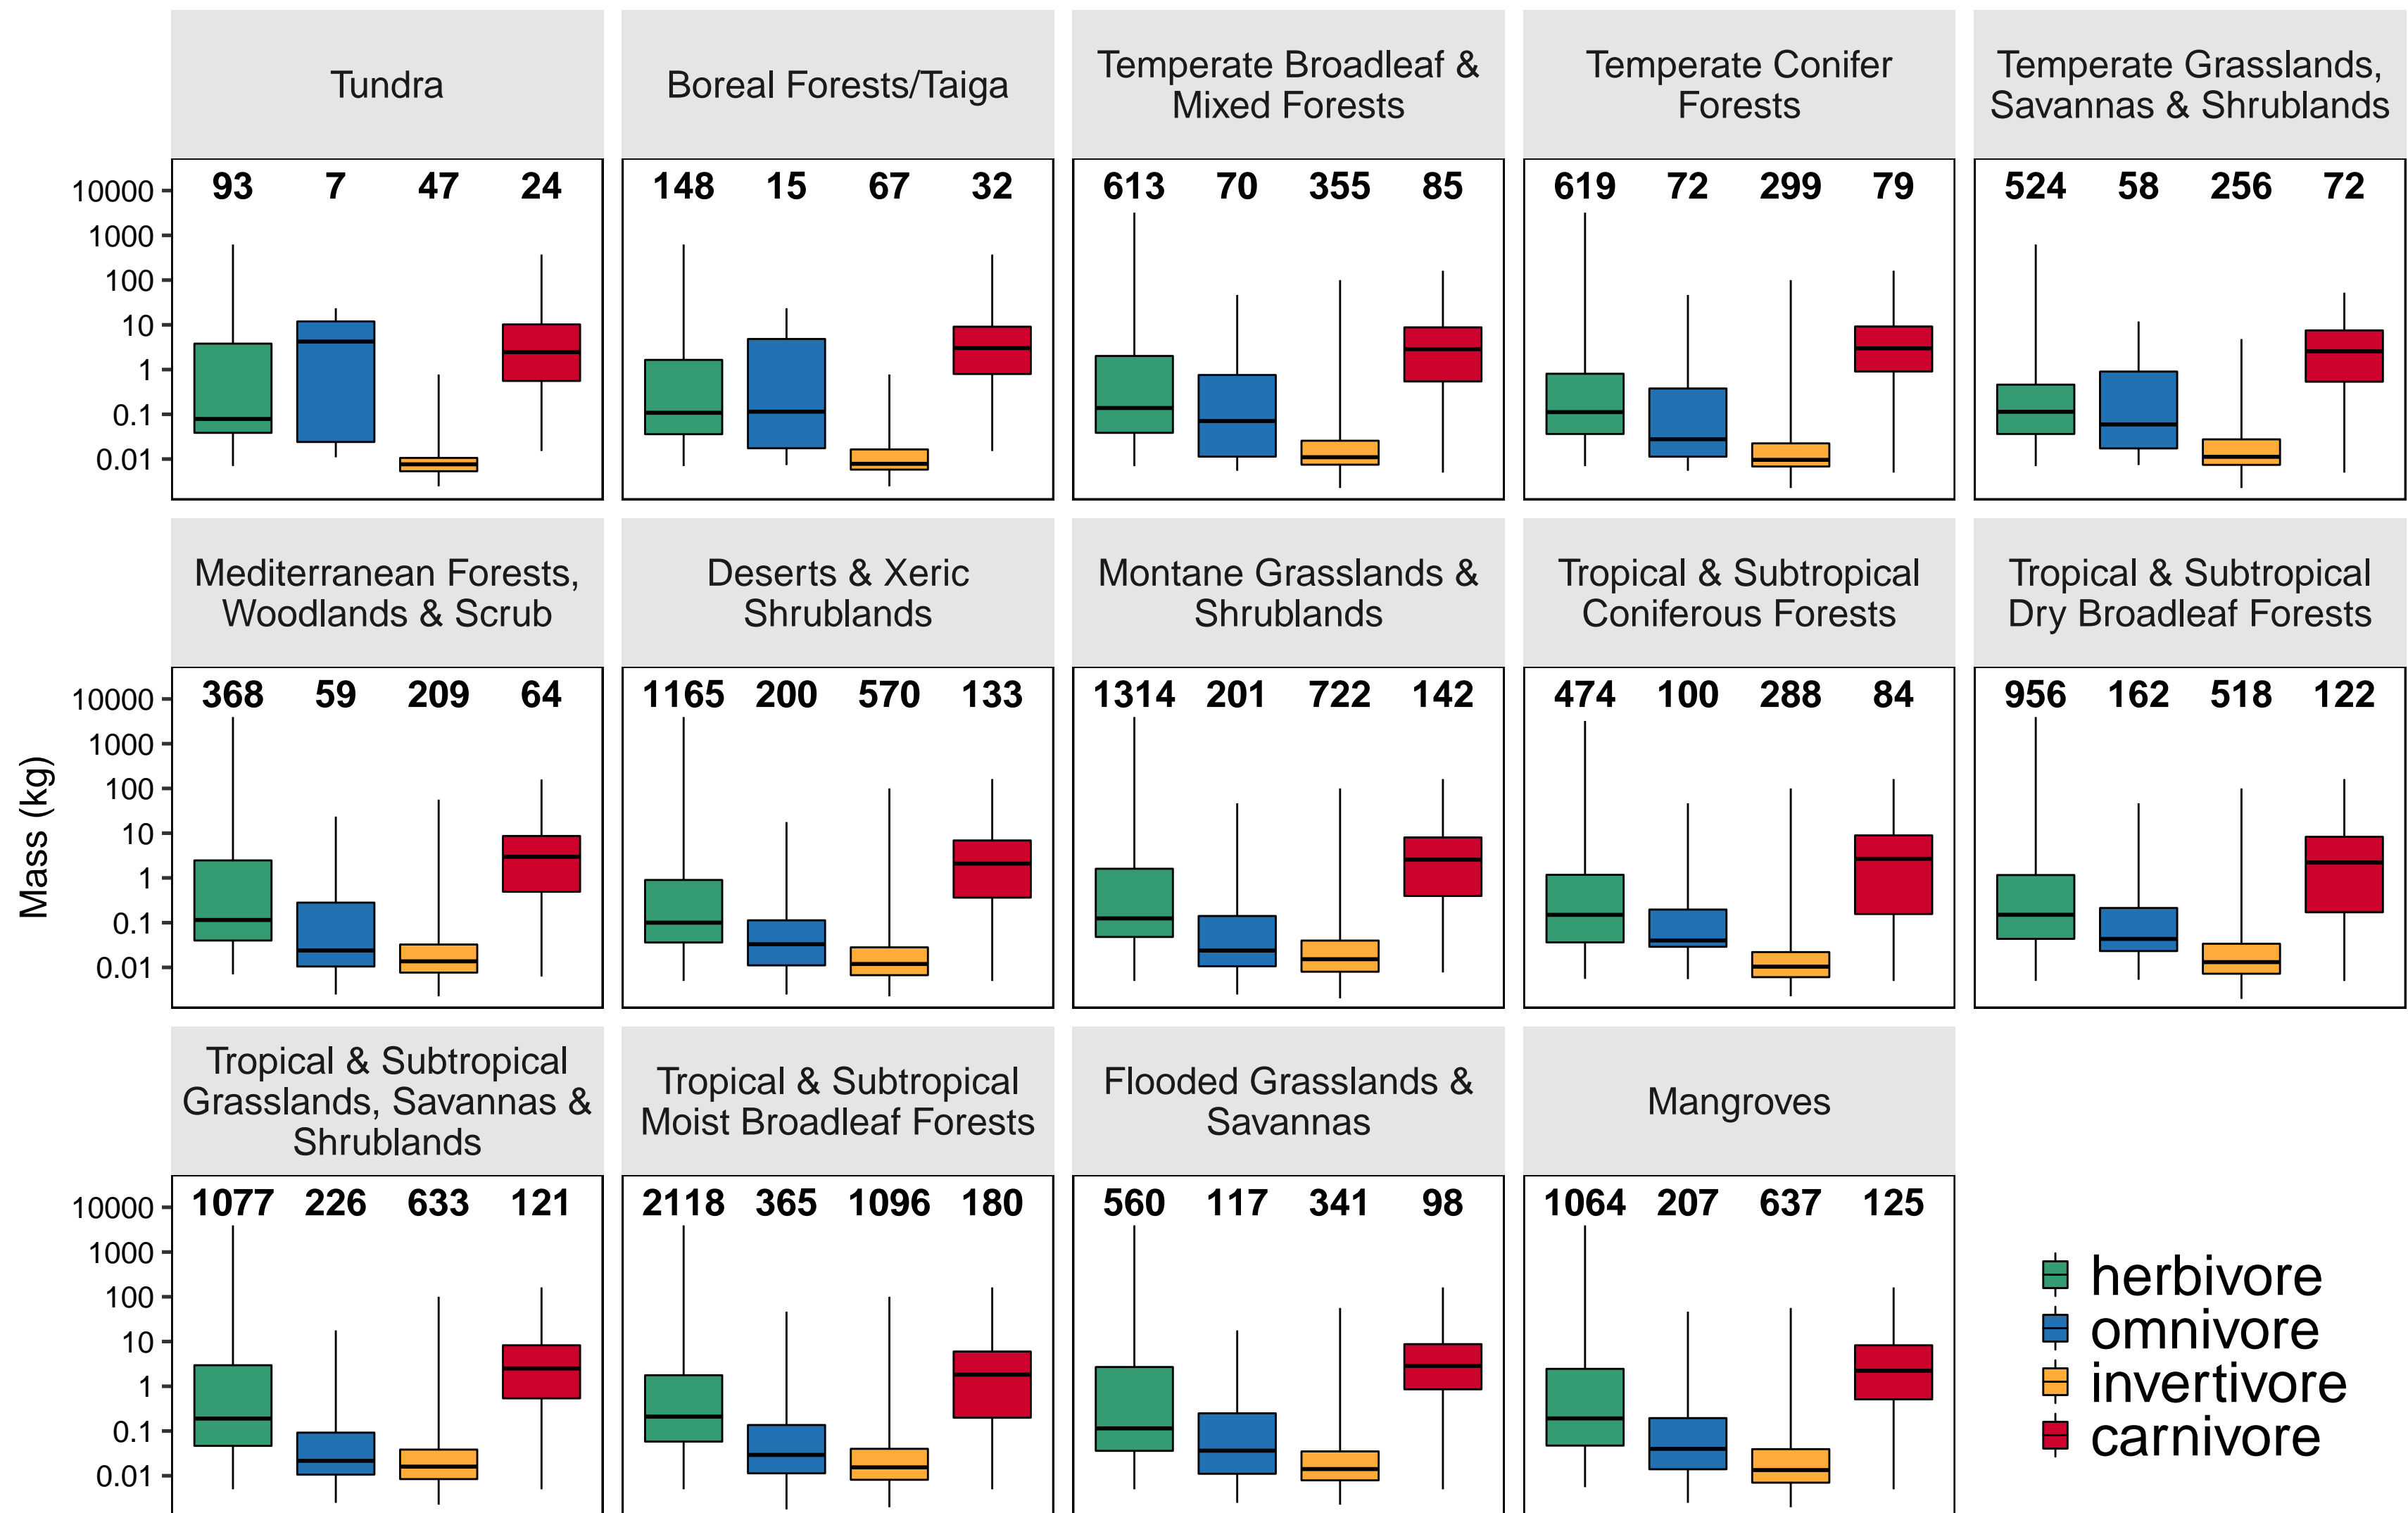 Tundra
Boreal Forests/Taiga
Temperate Broadleaf &
Mixed Forests
Temperate Conifer
Forests
Temperate Grasslands,
Savannas & Shrublands
93 7 47 24
148 15 67 32
613 70 355 85
619 72 299 79
524 58 256 72
10000
1000
100
10
1
0.1
0.01
Mediterranean Forests,
Woodlands & Scrub
Deserts & Xeric
Shrublands
Montane Grasslands &
Shrublands
Tropical & Subtropical
Coniferous Forests
Tropical & Subtropical
Dry Broadleaf Forests
368 59 209 64
1165 200 570 133
1314 201 722 142
474 100 288 84
956 162 518 122
10000
1000
100
10
1
0.1
0.01
Mass (kg)
Tropical & Subtropical
Grasslands, Savannas &
Shrublands
Tropical & Subtropical
Moist Broadleaf Forests
Flooded Grasslands &
Savannas
Mangroves
1077 226 633 121
2118 365 1096 180
560 117 341 98
1064 207 637 125
10000
1000
100
10
1
0.1
0.01
herbivore
omnivore
invertivore
carnivore